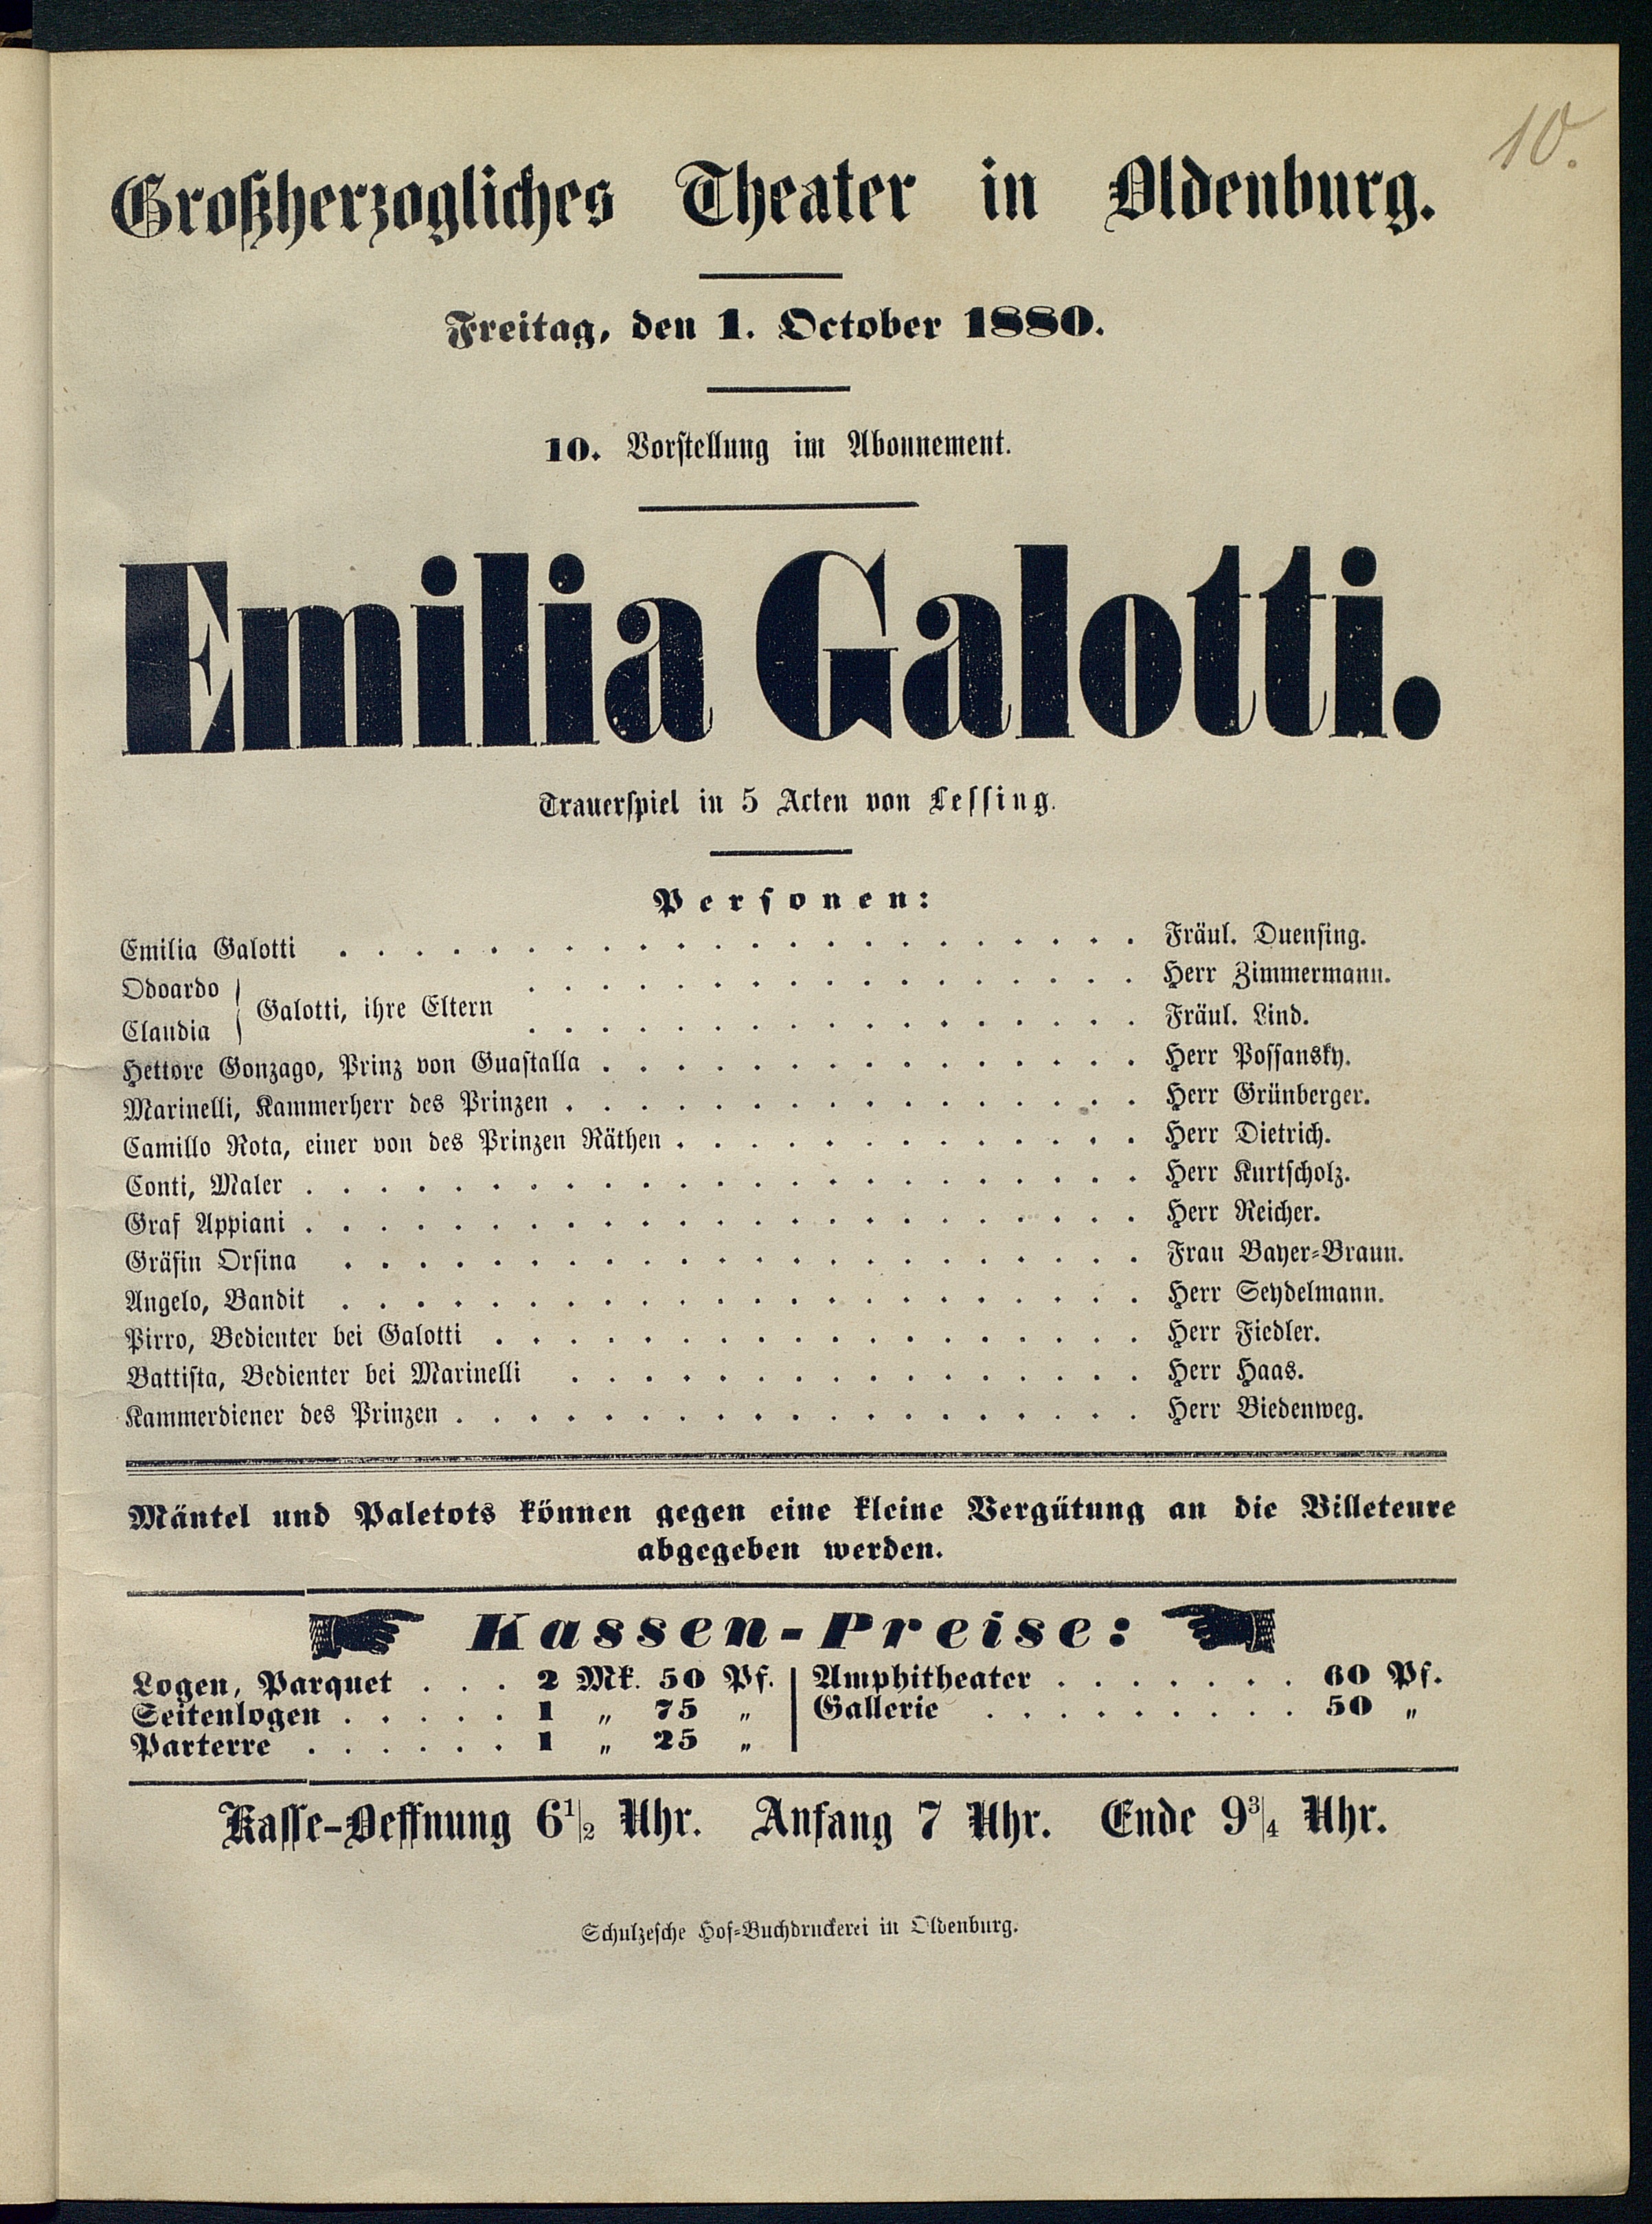 10.
Großherzogliches Theater in Oldenburg.
Freitag, den 1. October 1880.
10. Vorstellung im Abonnement.
Emilia Galotti.
Trauerspiel in 5 Acten von Lessing.
Personen:
Emilia Galotti . . . . . . . . . . . . . . . . . . . . . . Fräul. Duensing.
Odoardo . . . . . . . . . . . . . . . . . Herr Zimmermann.
Galotti, ihre Eltern
Claudia . . . . . . . . . . . . . . . . . Fräul. Lind.
Hettore Gonzago, Prinz von Guastalla . . . . . . . . . . . . . . . Herr Possansky.
Marinelli, Kammerherr des Prinzen . . . . . . . . . . . . . . . . Herr Grünberger.
Camillo Rota, einer von des Prinzen Räthen . . . . . . . . . . . . . Herr Dietrich.
Conti, Maler . . . . . . . . . . . . . . . . . . . . . . . Herr Kurtscholz.
Graf Appiani . . . . . . . . . . . . . . . . . . . . . . . Herr Reicher.
Gräfin Orsina . . . . . . . . . . . . . . . . . . . . . . Frau Bayer-Braun.
Angelo, Bandit . . . . . . . . . . . . . . . . . . . . . . Herr Seydelmann.
Pirro, Bedienter bei Galotti . . . . . . . . . . . . . . . . . . Herr Fiedler.
Battista, Bedienter bei Marinelli . . . . . . . . . . . . . . . . Herr Haas.
Kammerdiener des Prinzen . . . . . . . . . . . . . . . . . . . Herr Biedenweg.
Mäntel und Paletots können gegen eine kleine Vergütung an die Billeteure
abgegeben werden.
Kassen-Preise:
Logen, Parquet . . . 2 Mk. 50 Pf. Amphitheater . . . . . . . 60 Pf.
Seitenlogen . . . . . 1 „ 75 „ Gallerie . . . . . . . . . 50 „
Parterre . . . . . . 1 „ 25 „
Kasse-Oeffnung 6 1/2 Uhr. Anfang 7 Uhr. Ende 9 3/4 Uhr.
Schulzesche Hof-Buchdruckerei in Oldenburg.